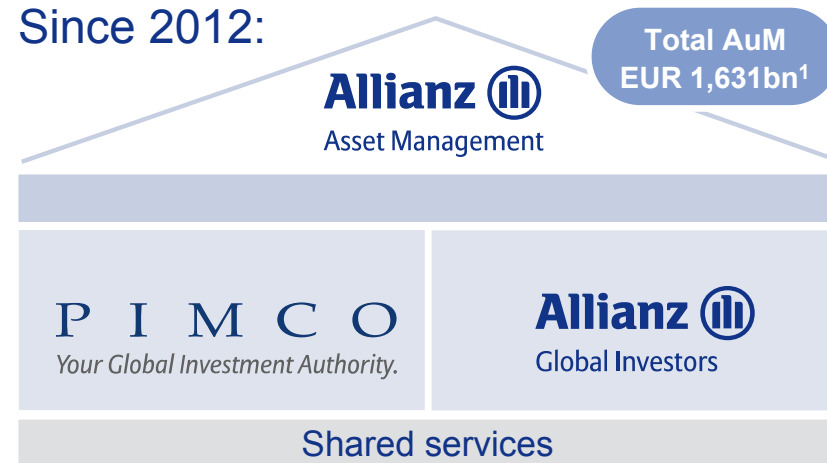 Since 2012:
Total AuM
EUR 1,631bn¹
Allianz
Asset Management
PIMCO
Your Global Investment Authority.
Allianz
Global Investors
Shared services